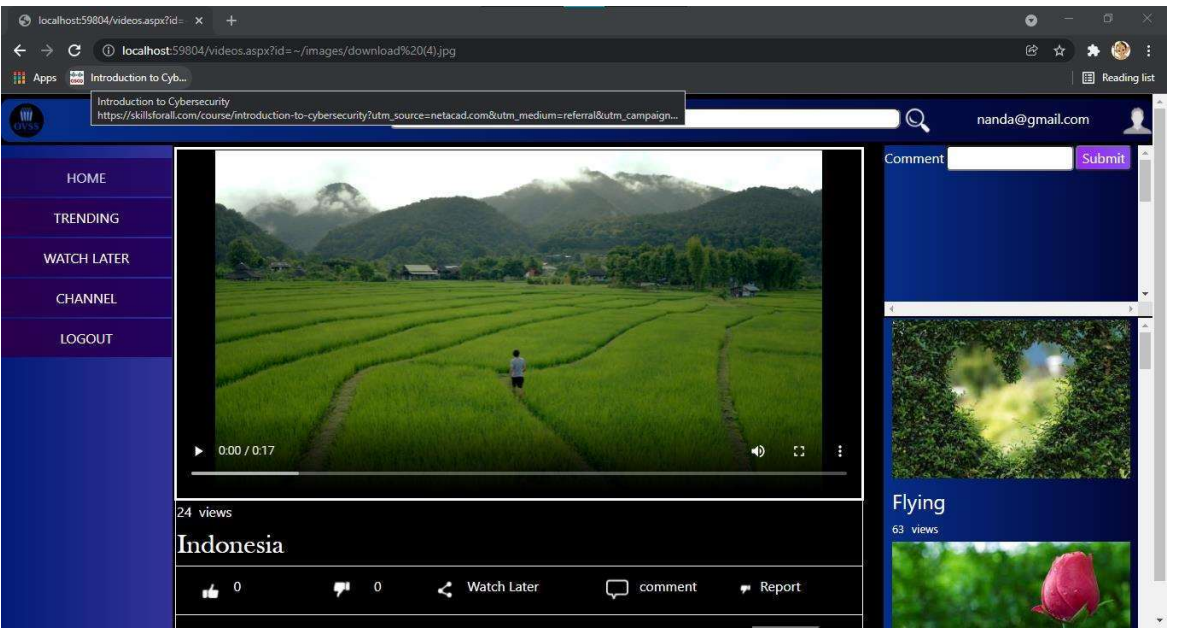 localhost:59804/videos.aspx?id=
localhost:59804/videos.aspx?id=~/images/download%20(4).jpg
Apps Introduction to Cyb... Reading list
Introduction to Cybersecurity
https://skillsforall.com/course/introduction-to-cybersecurity?utm_source=netacad.com&utm_medium=referral&utm_campaign...
OVSS nanda@gmail.com
Comment Submit
HOME
TRENDING
WATCH LATER
CHANNEL
LOGOUT
0:00 / 0:17
24 views
Indonesia
0 0 Watch Later comment Report
Flying
63 views